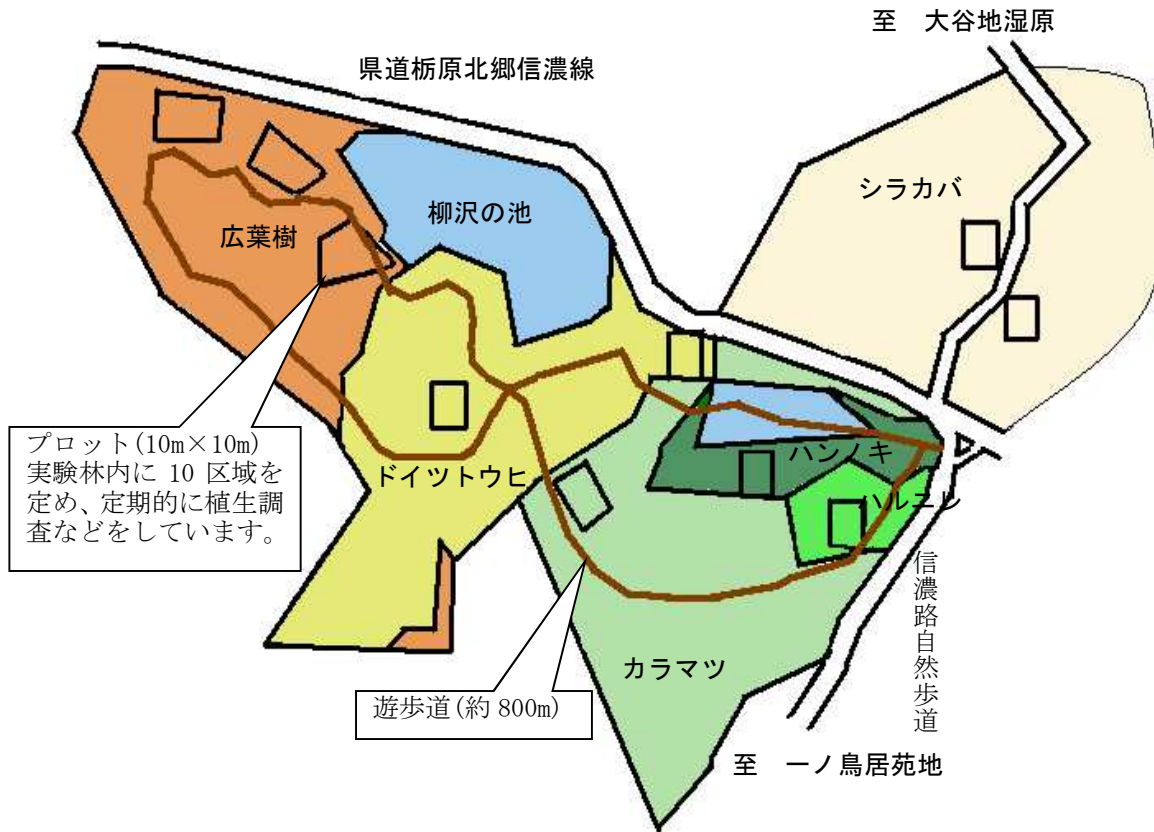 至　大谷地湿原
県道栃原北郷信濃線
シラカバ
柳沢の池
広葉樹
プロット(10m×10m)
実験林内に 10 区域を
定め、定期的に植生調
査などをしています。
ドイツトウヒ
ハンノキ
ハルニレ
信濃路自然歩道
カラマツ
遊歩道(約 800m)
至　一ノ鳥居苑地